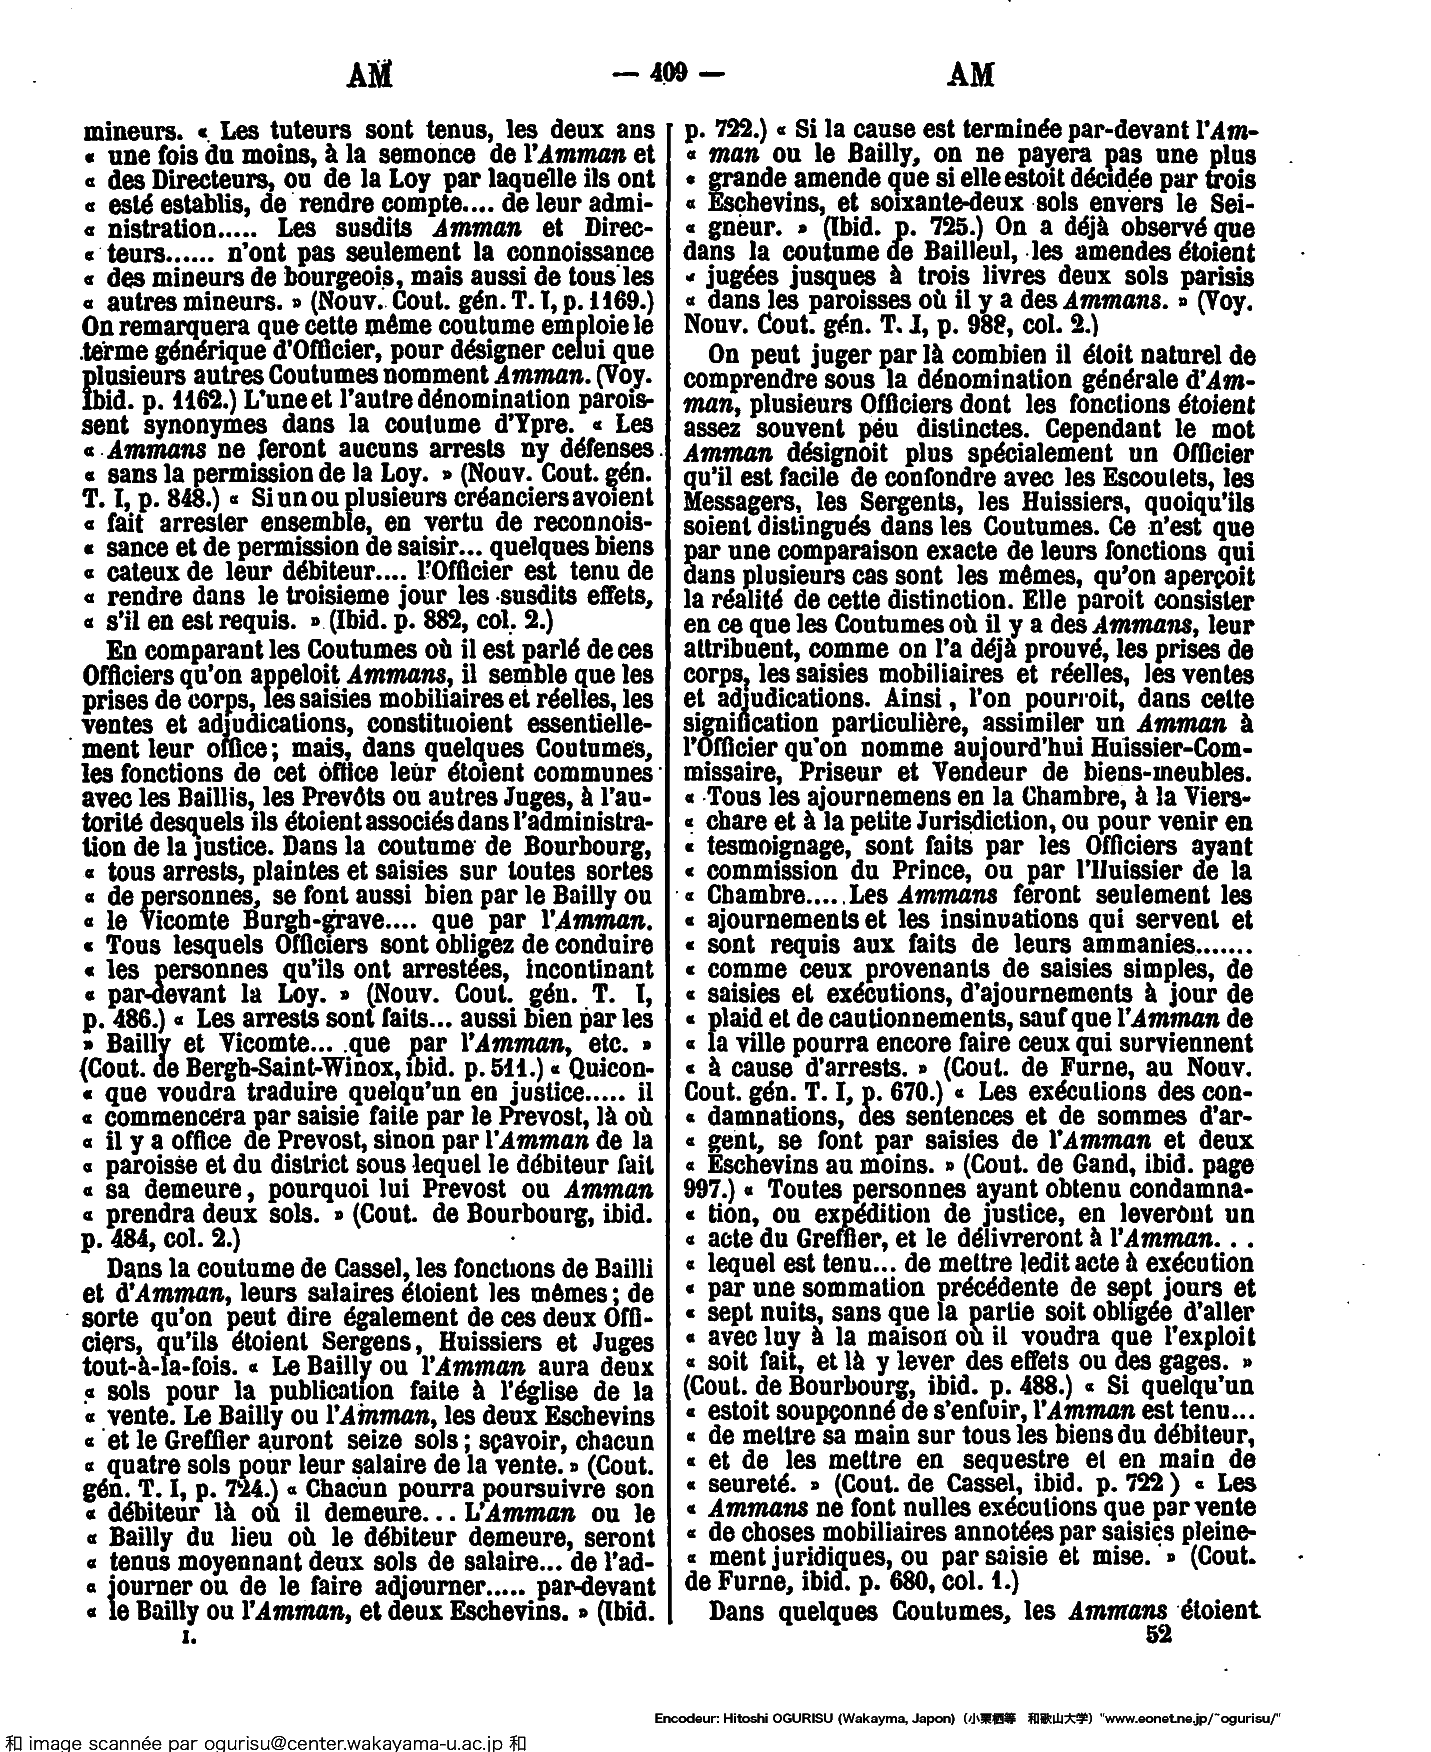 AM — 409 — AM
mineurs. « Les tuteurs sont tenus, les deux ans
« une fois du moins, à la semonce de l'Amman et
« des Directeurs, ou de la Loy par laquelle ils ont
« esté establis, de rendre compte.... de leur admi-
« nistration..... Les susdits Amman et Direc-
« teurs...... n'ont pas seulement la connoissance
« des mineurs de bourgeois, mais aussi de tous les
« autres mineurs. » (Nouv. Cout. gén. T. I, p. 1169.)
On remarquera que cette même coutume emploie le
terme générique d'Officier, pour désigner celui que
plusieurs autres Coutumes nomment Amman. (Voy.
Ibid. p. 1162.) L'une et l'autre dénomination parois-
sent synonymes dans la coutume d'Ypre. « Les
« Ammans ne feront aucuns arrests ny défenses
« sans la permission de la Loy. » (Nouv. Cout. gén.
T. I, p. 848.) « Si un ou plusieurs créanciers avoient
« fait arrester ensemble, en vertu de reconnois-
« sance et de permission de saisir... quelques biens
« cateux de leur débiteur.... l'Officier est tenu de
« rendre dans le troisieme jour les susdits effets,
« s'il en est requis. » (Ibid. p. 882, col. 2.)
En comparant les Coutumes où il est parlé de ces
Officiers qu'on appeloit Ammans, il semble que les
prises de corps, les saisies mobiliaires et réelles, les
ventes et adjudications, constituoient essentielle-
ment leur office; mais, dans quelques Coutumes,
les fonctions de cet office leur étoient communes
avec les Baillis, les Prevôts ou autres Juges, à l'au-
torité desquels ils étoient associés dans l'administra-
tion de la justice. Dans la coutume de Bourbourg,
« tous arrests, plaintes et saisies sur toutes sortes
« de personnes, se font aussi bien par le Bailly ou
« le Vicomte Burgh-grave.... que par l'Amman.
« Tous lesquels Officiers sont obligez de conduire
« les personnes qu'ils ont arrestées, incontinant
« par-devant la Loy. » (Nouv. Cout. gén. T. I,
p. 486.) « Les arrests sont faits... aussi bien par les
» Bailly et Vicomte... que par l'Amman, etc. »
(Cout. de Bergh-Saint-Winox, ibid. p. 511.) « Quicon-
« que voudra traduire quelqu'un en justice..... il
« commencera par saisie faite par le Prevost, là où
« il y a office de Prevost, sinon par l'Amman de la
« paroisse et du district sous lequel le débiteur fait
« sa demeure, pourquoi lui Prevost ou Amman
« prendra deux sols. » (Cout. de Bourbourg, ibid.
p. 484, col. 2.)
Dans la coutume de Cassel, les fonctions de Bailli
et d'Amman, leurs salaires étoient les mêmes; de
sorte qu'on peut dire également de ces deux Offi-
ciers, qu'ils étoient Sergens, Huissiers et Juges
tout-à-la-fois. « Le Bailly ou l'Amman aura deux
« sols pour la publication faite à l'église de la
« vente. Le Bailly ou l'Amman, les deux Eschevins
« et le Greffier auront seize sols; sçavoir, chacun
« quatre sols pour leur salaire de la vente. » (Cout.
gén. T. I, p. 724.) « Chacun pourra poursuivre son
« débiteur là où il demeure... L'Amman ou le
« Bailly du lieu où le débiteur demeure, seront
« tenus moyennant deux sols de salaire... de l'ad-
« journer ou de le faire adjourner..... par-devant
« le Bailly ou l'Amman, et deux Eschevins. » (Ibid.
I.
p. 722.) « Si la cause est terminée par-devant l'Am-
« man ou le Bailly, on ne payera pas une plus
« grande amende que si elle estoit décidée par trois
« Eschevins, et soixante-deux sols envers le Sei-
« gneur. » (Ibid. p. 725.) On a déjà observé que
dans la coutume de Bailleul, les amendes étoient
« jugées jusques à trois livres deux sols parisis
« dans les paroisses où il y a des Ammans. » (Voy.
Nouv. Cout. gén. T. I, p. 988, col. 2.)
On peut juger par là combien il étoit naturel de
comprendre sous la dénomination générale d'Am-
man, plusieurs Officiers dont les fonctions étoient
assez souvent peu distinctes. Cependant le mot
Amman désignoit plus spécialement un Officier
qu'il est facile de confondre avec les Escoutets, les
Messagers, les Sergents, les Huissiers, quoiqu'ils
soient distingués dans les Coutumes. Ce n'est que
par une comparaison exacte de leurs fonctions qui
dans plusieurs cas sont les mêmes, qu'on aperçoit
la réalité de cette distinction. Elle paroit consister
en ce que les Coutumes où il y a des Ammans, leur
attribuent, comme on l'a déjà prouvé, les prises de
corps, les saisies mobiliaires et réelles, les ventes
et adjudications. Ainsi, l'on pourroit, dans cette
signification particulière, assimiler un Amman à
l'Officier qu'on nomme aujourd'hui Huissier-Com-
missaire, Priseur et Vendeur de biens-meubles.
« Tous les ajournemens en la Chambre, à la Viers-
« chare et à la petite Jurisdiction, ou pour venir en
« tesmoignage, sont faits par les Officiers ayant
« commission du Prince, ou par l'Huissier de la
« Chambre.... Les Ammans feront seulement les
« ajournements et les insinuations qui servent et
« sont requis aux faits de leurs ammanies.......
« comme ceux provenants de saisies simples, de
« saisies et exécutions, d'ajournements à jour de
« plaid et de cautionnements, sauf que l'Amman de
« la ville pourra encore faire ceux qui surviennent
« à cause d'arrests. » (Cout. de Furne, au Nouv.
Cout. gén. T. I, p. 670.) « Les exécutions des con-
« damnations, des sentences et de sommes d'ar-
« gent, se font par saisies de l'Amman et deux
« Eschevins au moins. » (Cout. de Gand, ibid. page
997.) « Toutes personnes ayant obtenu condamna-
« tion, ou expédition de justice, en leveront un
« acte du Greffier, et le délivreront à l'Amman. . .
« lequel est tenu... de mettre ledit acte à exécution
« par une sommation précédente de sept jours et
« sept nuits, sans que la partie soit obligée d'aller
« avec luy à la maison où il voudra que l'exploit
« soit fait, et là y lever des effets ou des gages. »
(Cout. de Bourbourg, ibid. p. 488.) « Si quelqu'un
« estoit soupçonné de s'enfuir, l'Amman est tenu...
« de mettre sa main sur tous les biens du débiteur,
« et de les mettre en sequestre et en main de
« seureté. » (Cout. de Cassel, ibid. p. 722 ) « Les
« Ammans ne font nulles exécutions que par vente
« de choses mobiliaires annotées par saisies pleine-
« ment juridiques, ou par saisie et mise. » (Cout.
de Furne, ibid. p. 680, col. 1.)
Dans quelques Coutumes, les Ammans étoient
52
Encodeur: Hitoshi OGURISU (Wakayma, Japon) (小栗栖等 和歌山大学) "www.eonet.ne.jp/~ogurisu/"
和 image scannée par ogurisu@center.wakayama-u.ac.jp 和